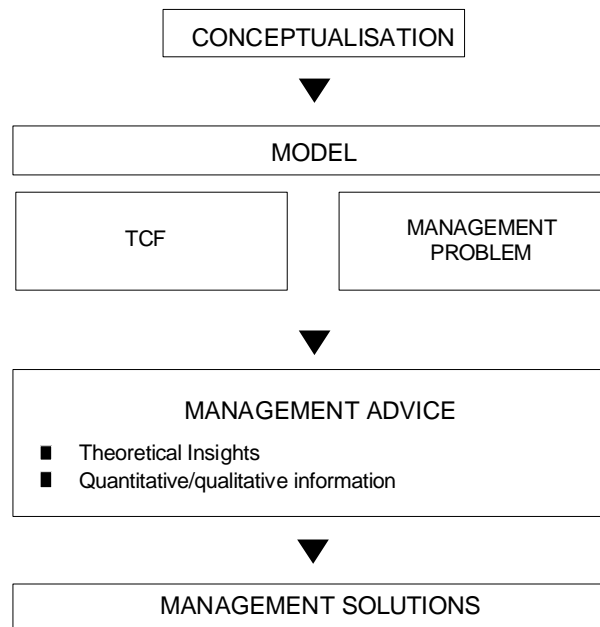 CONCEPTUALISATION
MODEL
TCF
MANAGEMENT
PROBLEM
MANAGEMENT ADVICE
Theoretical Insights
Quantitative/qualitative information
MANAGEMENT SOLUTIONS